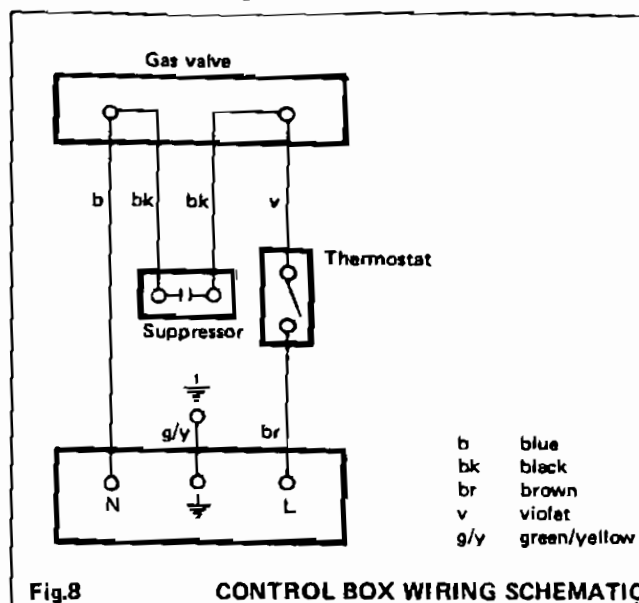 Gas valve
b bk bk v
Thermostat
Suppressor
g/y br
N L
b blue
bk black
br brown
v violet
g/y green/yellow
Fig.8 CONTROL BOX WIRING SCHEMATIC